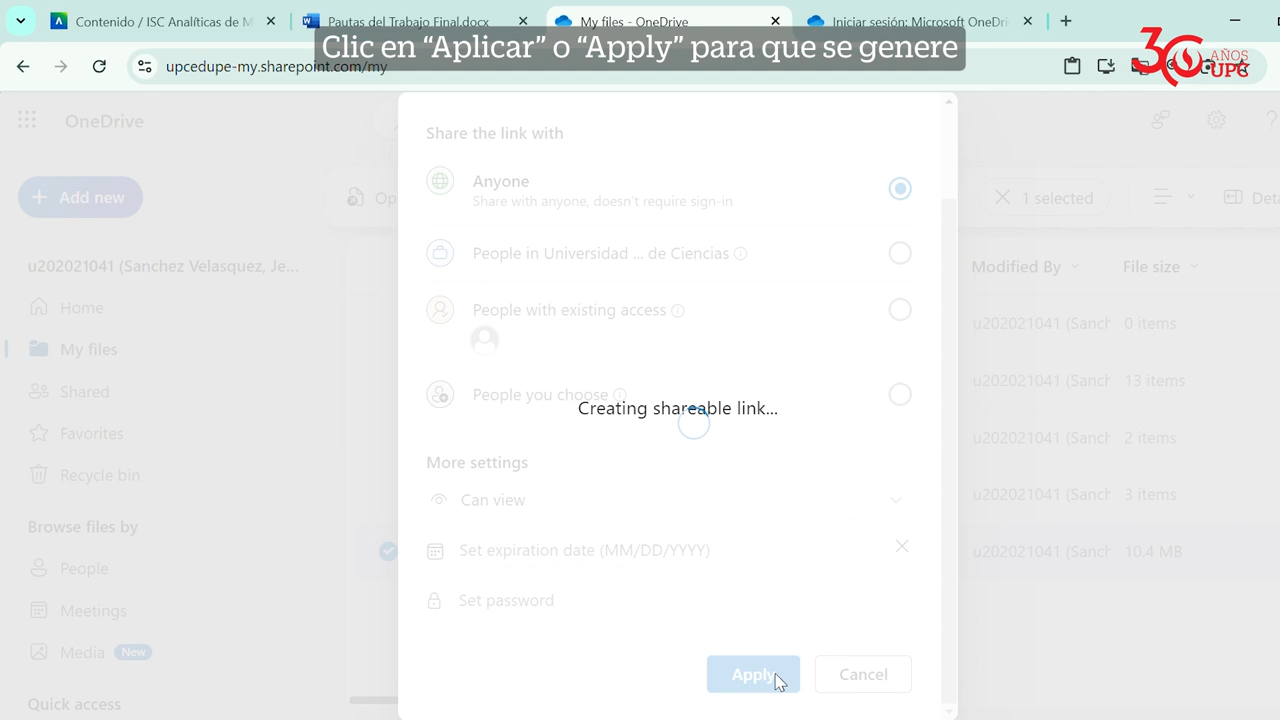 Contenido / ISC Analíticas de M
Pautas del Trabajo Final.docx
My files - OneDrive
Iniciar sesión: Microsoft OneDri
Clic en “Aplicar” o “Apply” para que se genere
upcedupe-my.sharepoint.com/my
30 AÑOS UPC
OneDrive
Share the link with
Add new
Op
Anyone
Share with anyone, doesn't require sign-in
1 selected
Deta
People in Universidad ... de Ciencias
u202021041 (Sanchez Velasquez, Je...
Modified By
File size
Home
People with existing access
u202021041 (Sanch
0 items
My files
Shared
People you choose
Creating shareable link...
u202021041 (Sanch
13 items
Favorites
u202021041 (Sanch
2 items
Recycle bin
More settings
Can view
u202021041 (Sanch
3 items
Browse files by
Set expiration date (MM/DD/YYYY)
u202021041 (Sanch
10.4 MB
People
Set password
Meetings
Media
New
Apply
Cancel
Quick access